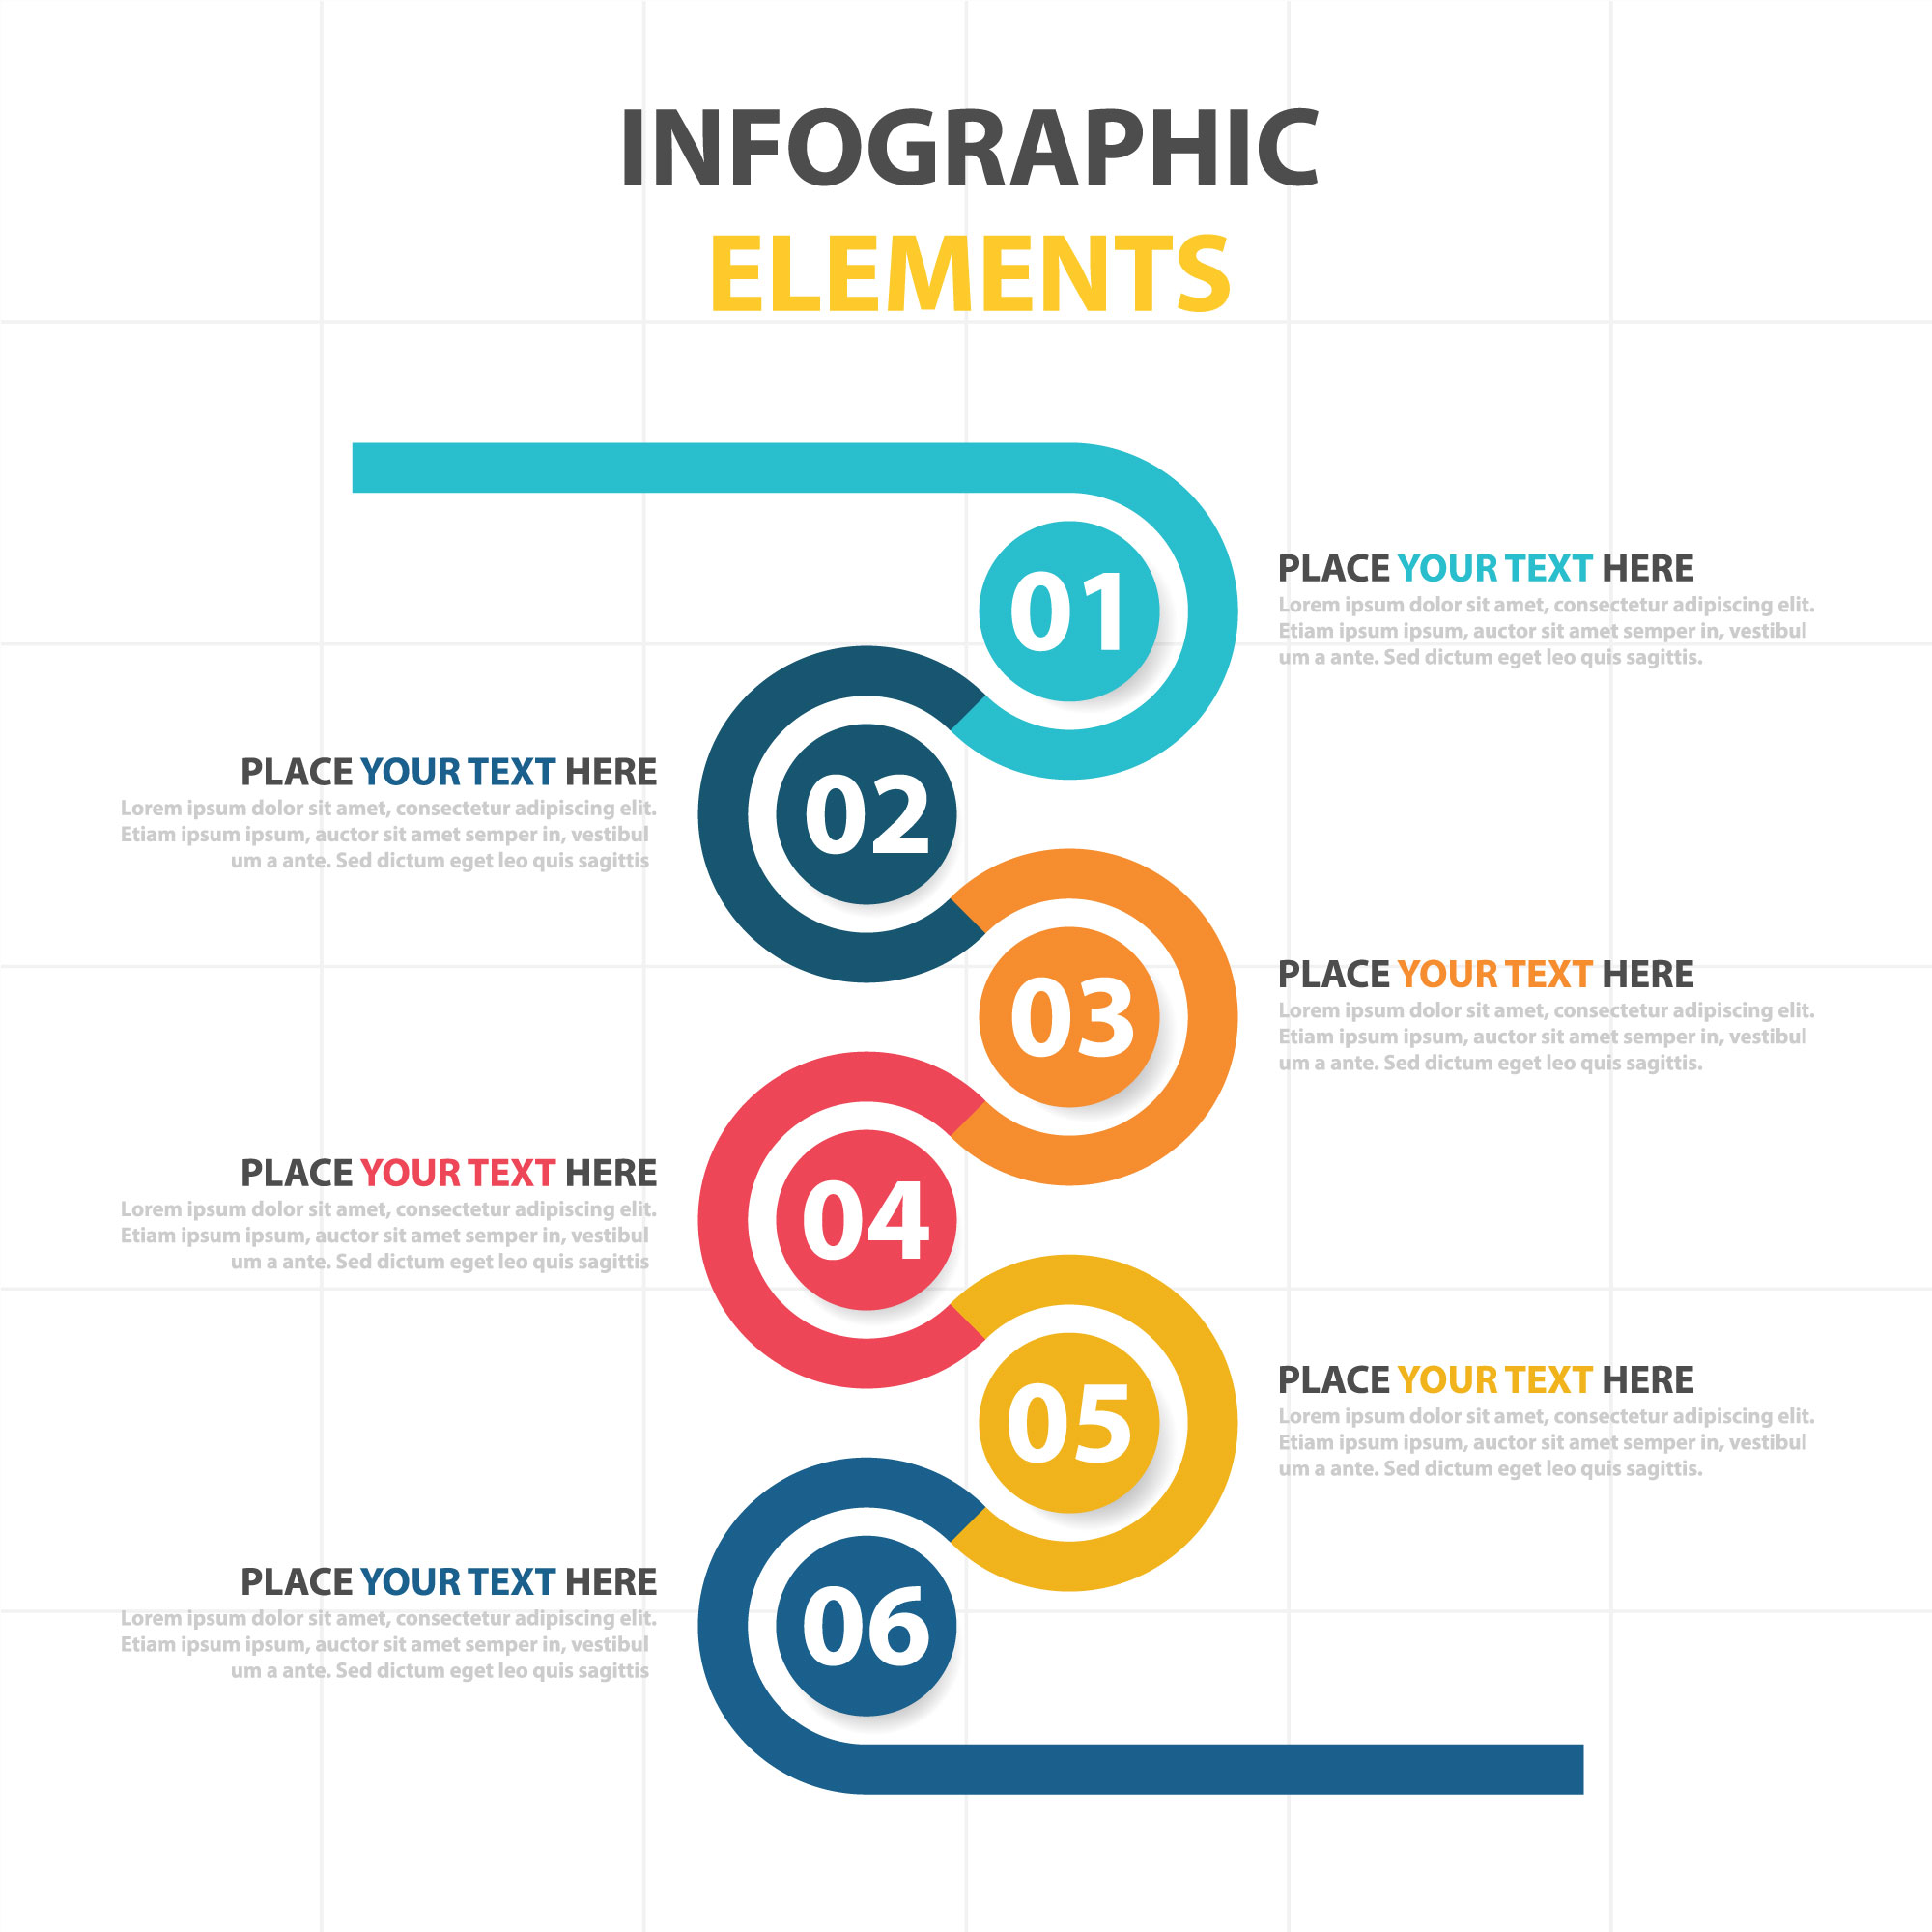 INFOGRAPHIC
ELEMENTS
01
PLACE YOUR TEXT HERE
Lorem ipsum dolor sit amet, consectetur adipiscing elit.
Etiam ipsum ipsum, auctor sit amet semper in, vestibul
um a ante. Sed dictum eget leo quis sagittis.
02
PLACE YOUR TEXT HERE
Lorem ipsum dolor sit amet, consectetur adipiscing elit.
Etiam ipsum ipsum, auctor sit amet semper in, vestibul
um a ante. Sed dictum eget leo quis sagittis
03
PLACE YOUR TEXT HERE
Lorem ipsum dolor sit amet, consectetur adipiscing elit.
Etiam ipsum ipsum, auctor sit amet semper in, vestibul
um a ante. Sed dictum eget leo quis sagittis.
04
PLACE YOUR TEXT HERE
Lorem ipsum dolor sit amet, consectetur adipiscing elit.
Etiam ipsum ipsum, auctor sit amet semper in, vestibul
um a ante. Sed dictum eget leo quis sagittis
05
PLACE YOUR TEXT HERE
Lorem ipsum dolor sit amet, consectetur adipiscing elit.
Etiam ipsum ipsum, auctor sit amet semper in, vestibul
um a ante. Sed dictum eget leo quis sagittis.
06
PLACE YOUR TEXT HERE
Lorem ipsum dolor sit amet, consectetur adipiscing elit.
Etiam ipsum ipsum, auctor sit amet semper in, vestibul
um a ante. Sed dictum eget leo quis sagittis